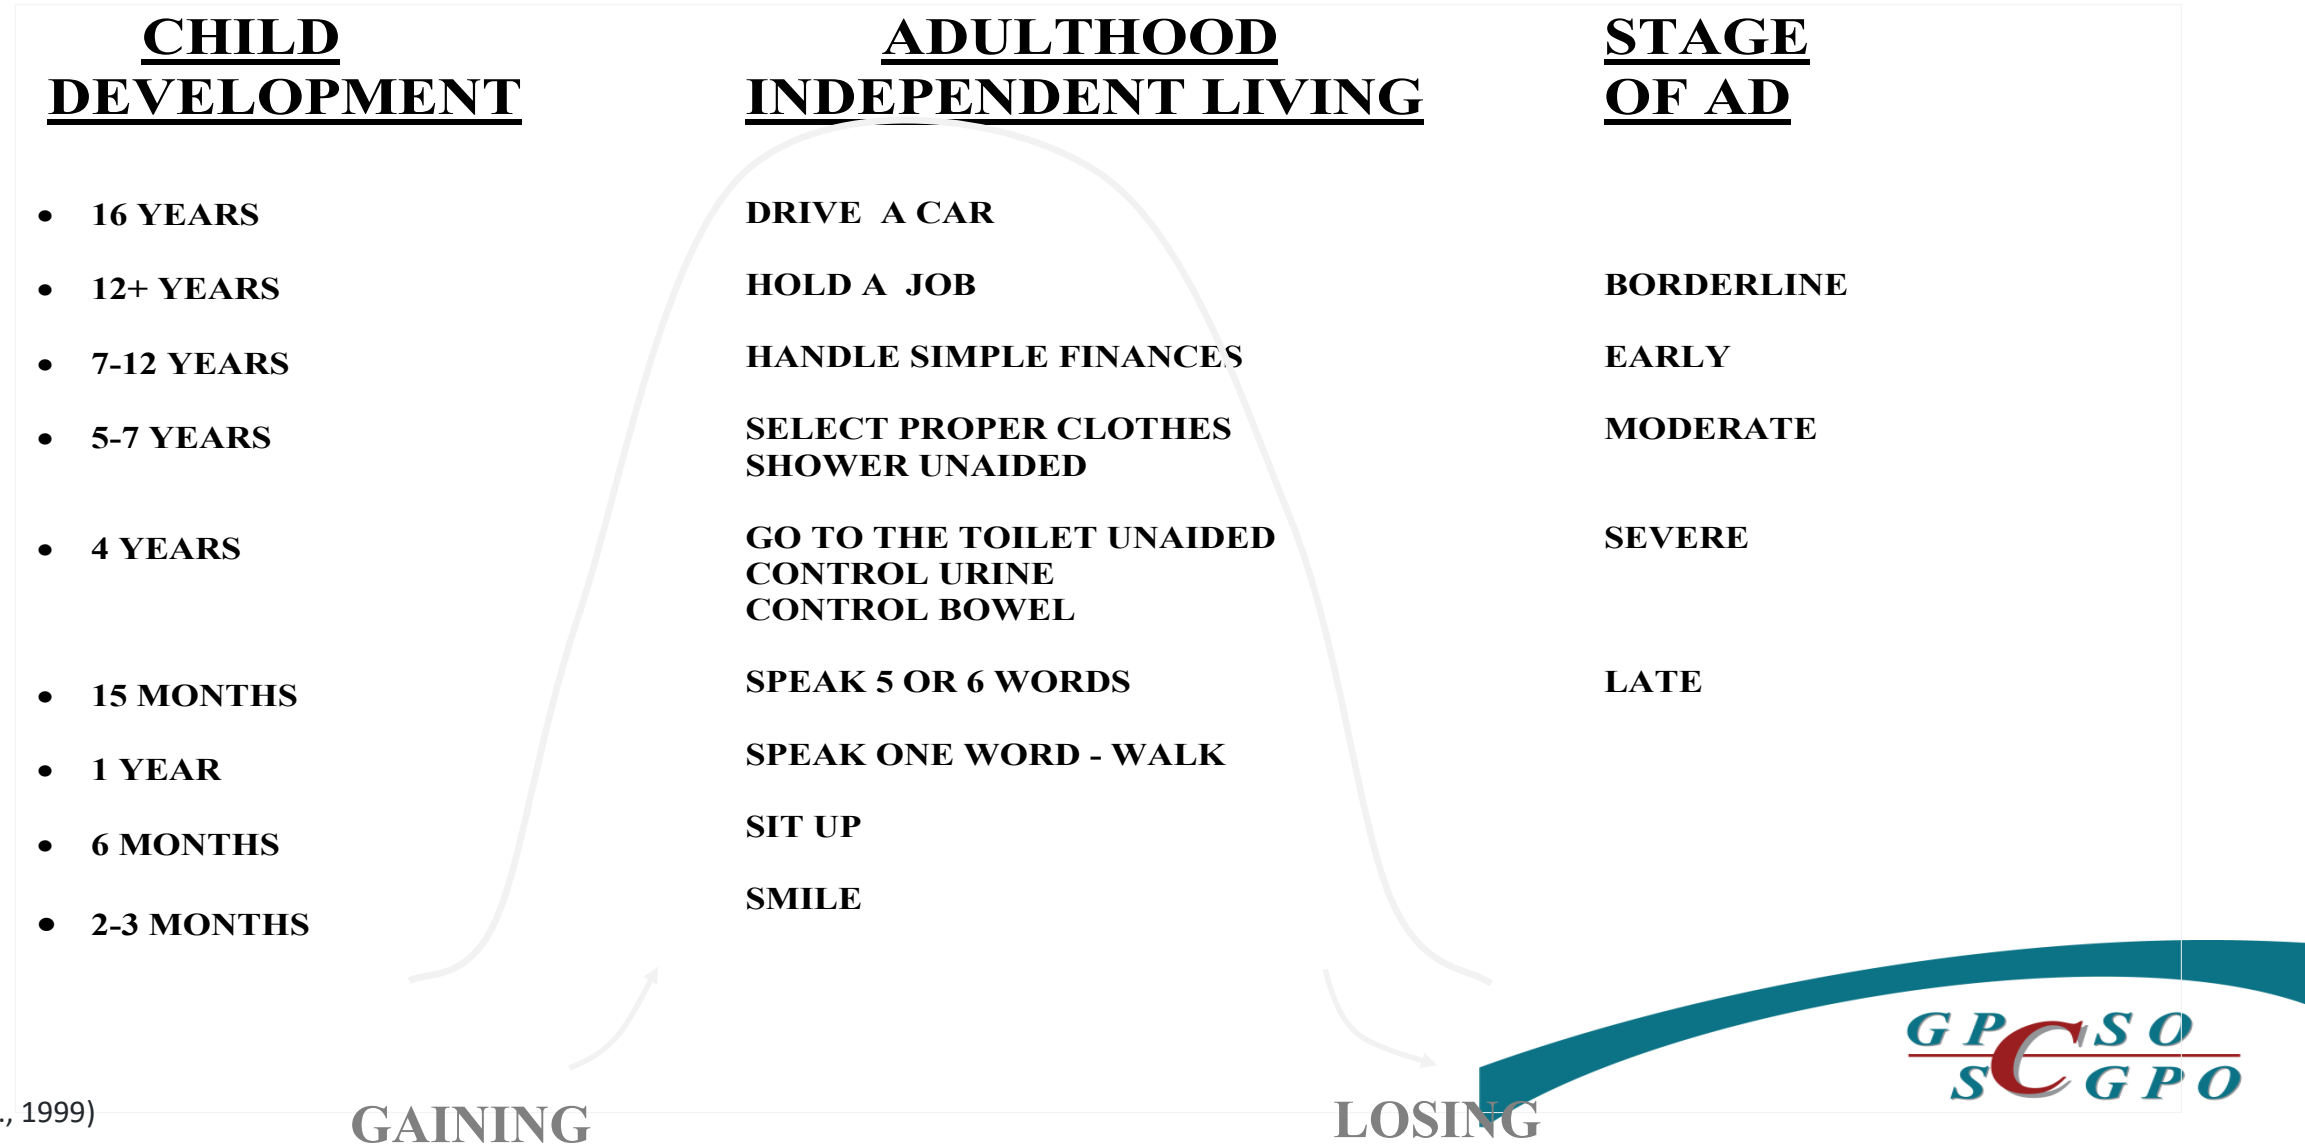 CHILD
DEVELOPMENT
ADULTHOOD
INDEPENDENT LIVING
STAGE
OF AD
• 16 YEARS
DRIVE A CAR
• 12+ YEARS
HOLD A JOB
BORDERLINE
• 7-12 YEARS
HANDLE SIMPLE FINANCES
EARLY
• 5-7 YEARS
SELECT PROPER CLOTHES
SHOWER UNAIDED
MODERATE
• 4 YEARS
GO TO THE TOILET UNAIDED
CONTROL URINE
CONTROL BOWEL
SEVERE
• 15 MONTHS
SPEAK 5 OR 6 WORDS
LATE
• 1 YEAR
SPEAK ONE WORD - WALK
• 6 MONTHS
SIT UP
• 2-3 MONTHS
SMILE
GPCSO
SCGPO
., 1999)
GAINING
LOSING